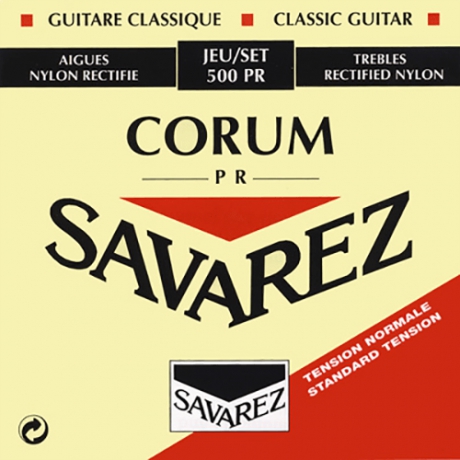 GUITARE CLASSIQUE
CLASSIC GUITAR
AIGUES
NYLON RECTIFIE
JEU/SET
500 PR
TREBLES
RECTIFIED NYLON
CORUM
PR
SAVAREZ
TENSION NORMALE
STANDARD TENSION
SAVAREZ